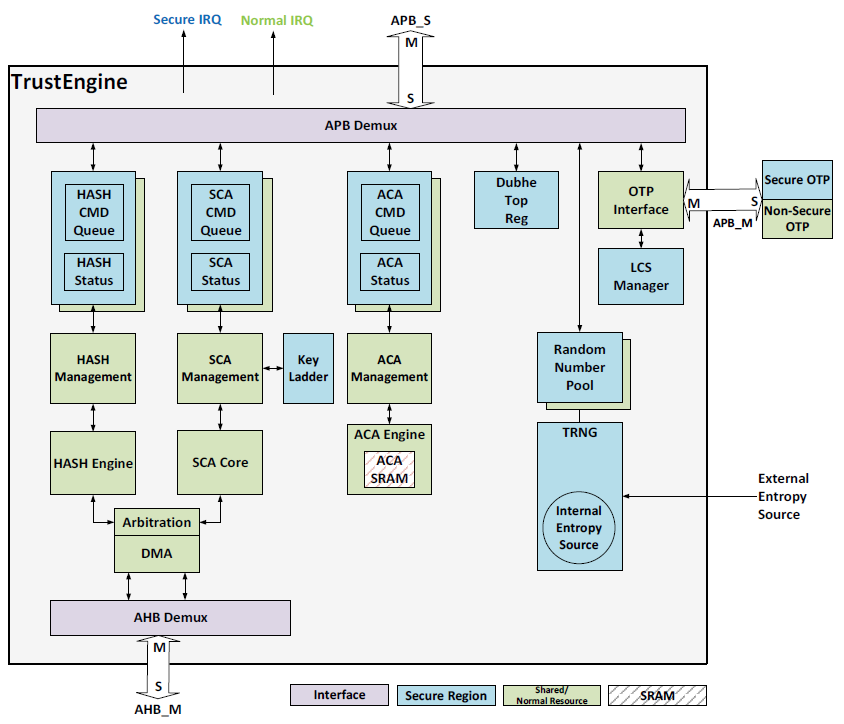 Secure IRQ
Normal IRQ
APB_S
M
TrustEngine
S
APB Demux
HASH
CMD
Queue
HASH
Status
SCA
CMD
Queue
SCA
Status
ACA
CMD
Queue
ACA
Status
Dubhe
Top
Reg
OTP
Interface
M
S
APB_M
Secure OTP
Non-Secure
OTP
LCS
Manager
HASH
Management
SCA
Management
Key
Ladder
ACA
Management
Random
Number
Pool
HASH Engine
SCA Core
ACA Engine
ACA
SRAM
TRNG
Internal
Entropy
Source
External
Entropy
Source
Arbitration
DMA
AHB Demux
M
S
AHB_M
Interface
Secure Region
Shared/
Normal Resource
SRAM